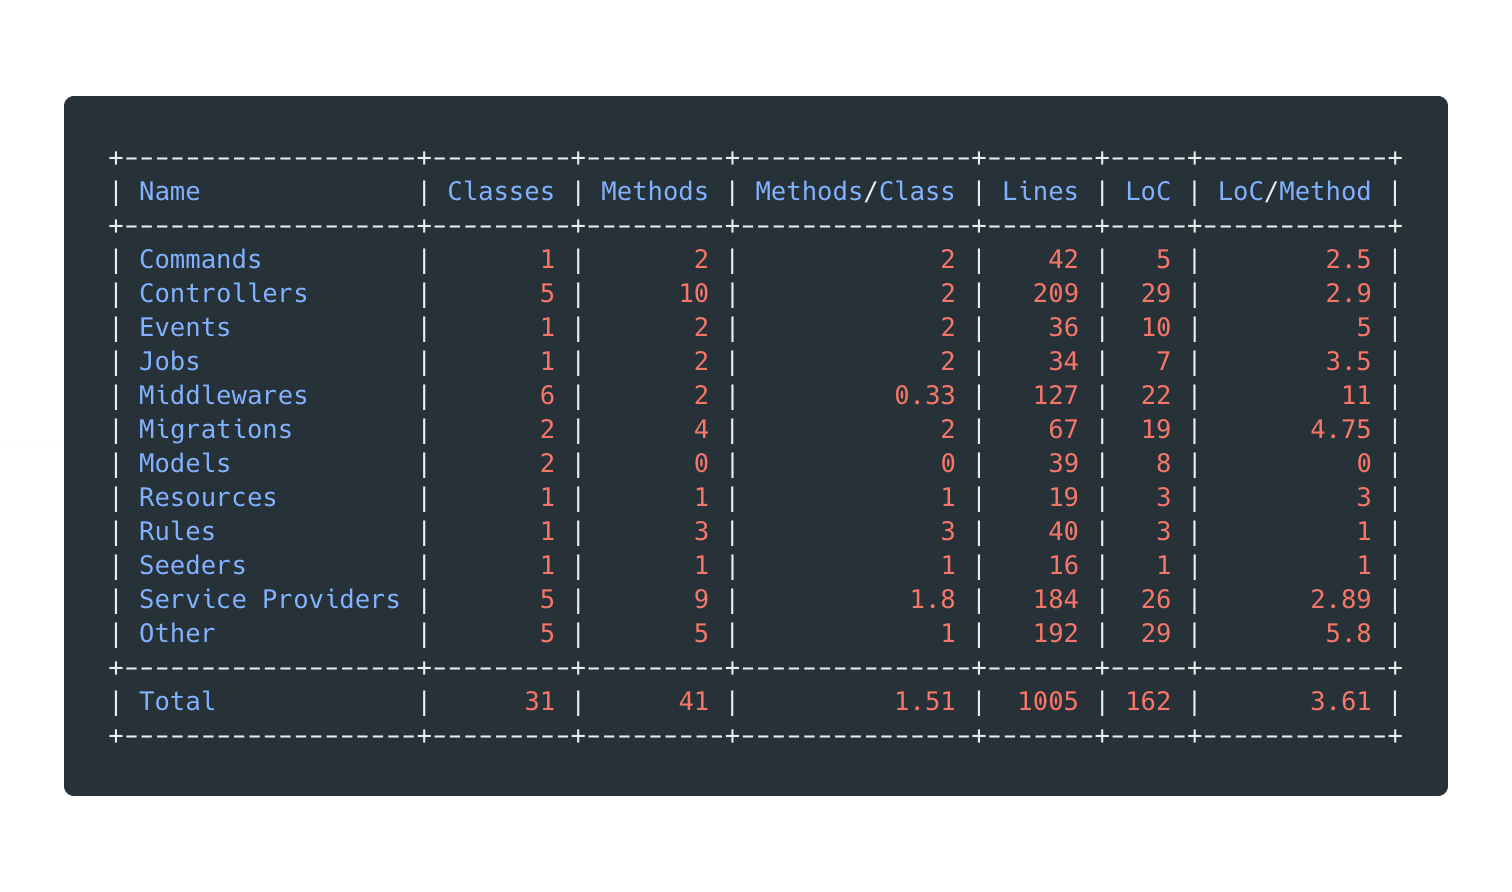 +-------------------+---------+---------+---------------+-------+-----+------------+
| Name              | Classes | Methods | Methods/Class | Lines | LoC | LoC/Method |
+-------------------+---------+---------+---------------+-------+-----+------------+
| Commands          |       1 |       2 |             2 |    42 |   5 |        2.5 |
| Controllers       |       5 |      10 |             2 |   209 |  29 |        2.9 |
| Events            |       1 |       2 |             2 |    36 |  10 |          5 |
| Jobs              |       1 |       2 |             2 |    34 |   7 |        3.5 |
| Middlewares       |       6 |       2 |          0.33 |   127 |  22 |         11 |
| Migrations        |       2 |       4 |             2 |    67 |  19 |       4.75 |
| Models            |       2 |       0 |             0 |    39 |   8 |          0 |
| Resources         |       1 |       1 |             1 |    19 |   3 |          3 |
| Rules             |       1 |       3 |             3 |    40 |   3 |          1 |
| Seeders           |       1 |       1 |             1 |    16 |   1 |          1 |
| Service Providers |       5 |       9 |           1.8 |   184 |  26 |       2.89 |
| Other             |       5 |       5 |             1 |   192 |  29 |        5.8 |
+-------------------+---------+---------+---------------+-------+-----+------------+
| Total             |      31 |      41 |          1.51 |  1005 | 162 |       3.61 |
+-------------------+---------+---------+---------------+-------+-----+------------+